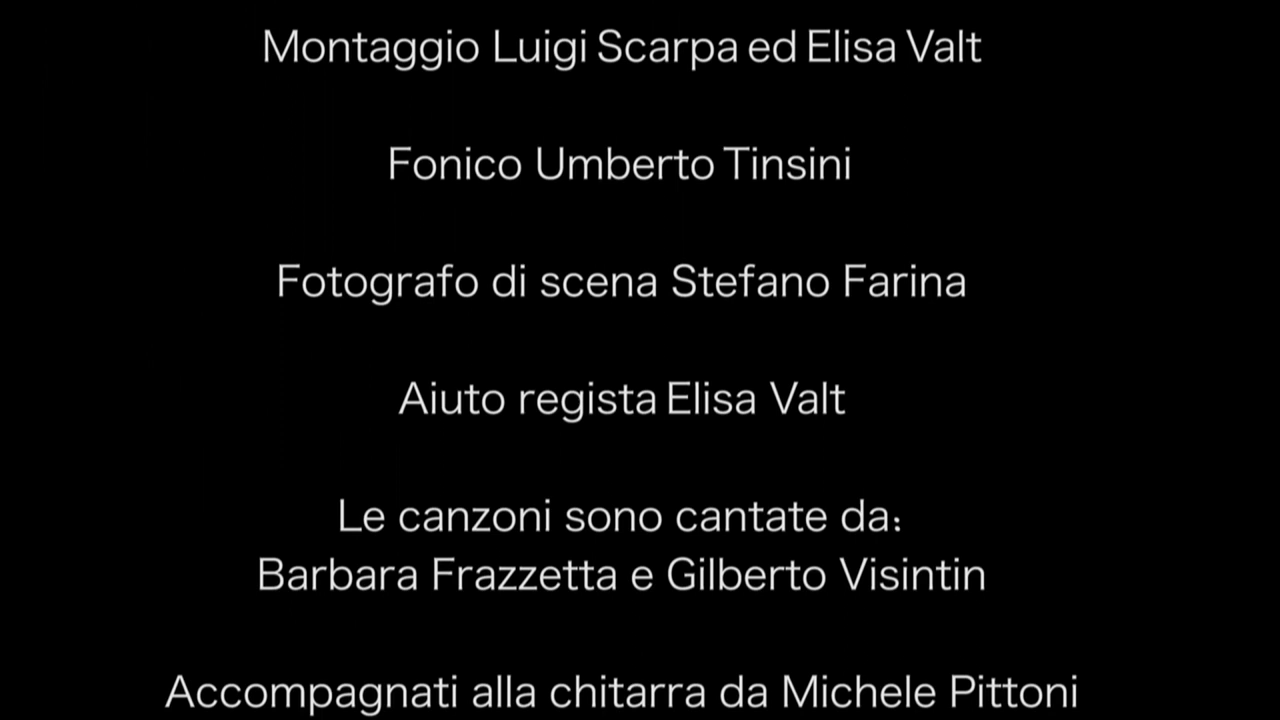 Montaggio Luigi Scarpa ed Elisa Valt
Fonico Umberto Tinsini
Fotografo di scena Stefano Farina
Aiuto regista Elisa Valt
Le canzoni sono cantate da:
Barbara Frazzetta e Gilberto Visintin
Accompagnati alla chitarra da Michele Pittoni